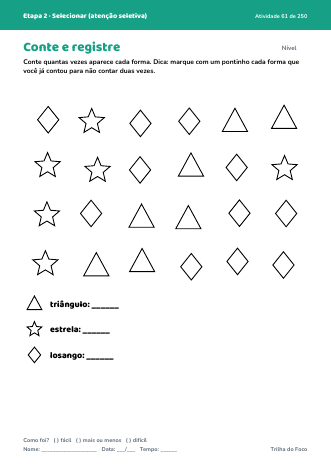 Etapa 2 · Selecionar (atenção seletiva)
Atividade 61 de 250
Conte e registre
Nível
Conte quantas vezes aparece cada forma. Dica: marque com um pontinho cada forma que
você já contou para não contar duas vezes.
triângulo: ______
estrela: ______
losango: ______
Como foi? ( ) fácil ( ) mais ou menos ( ) difícil
Nome: ____________________ Data: ___/___ Tempo: ______
Trilha do Foco